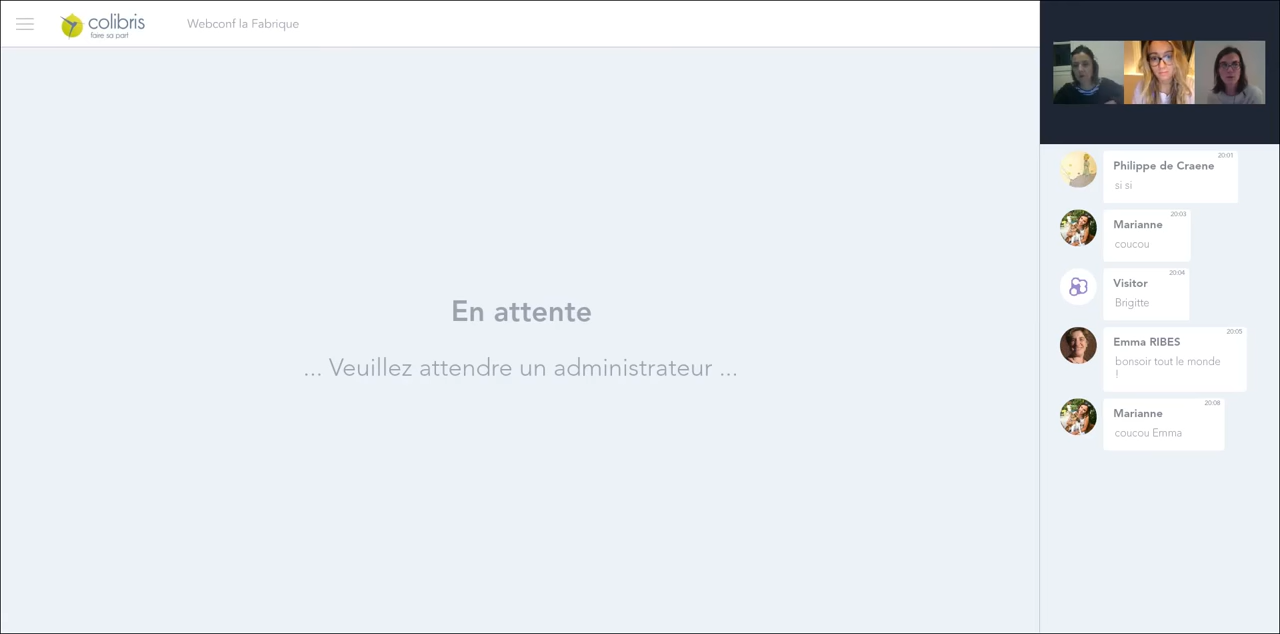 colibris
faire sa part
Webconf la Fabrique
En attente
... Veuillez attendre un administrateur ...
20:01
Philippe de Craene
si si
20:03
Marianne
coucou
20:04
Visitor
Brigitte
20:05
Emma RIBES
bonsoir tout le monde
!
20:08
Marianne
coucou Emma